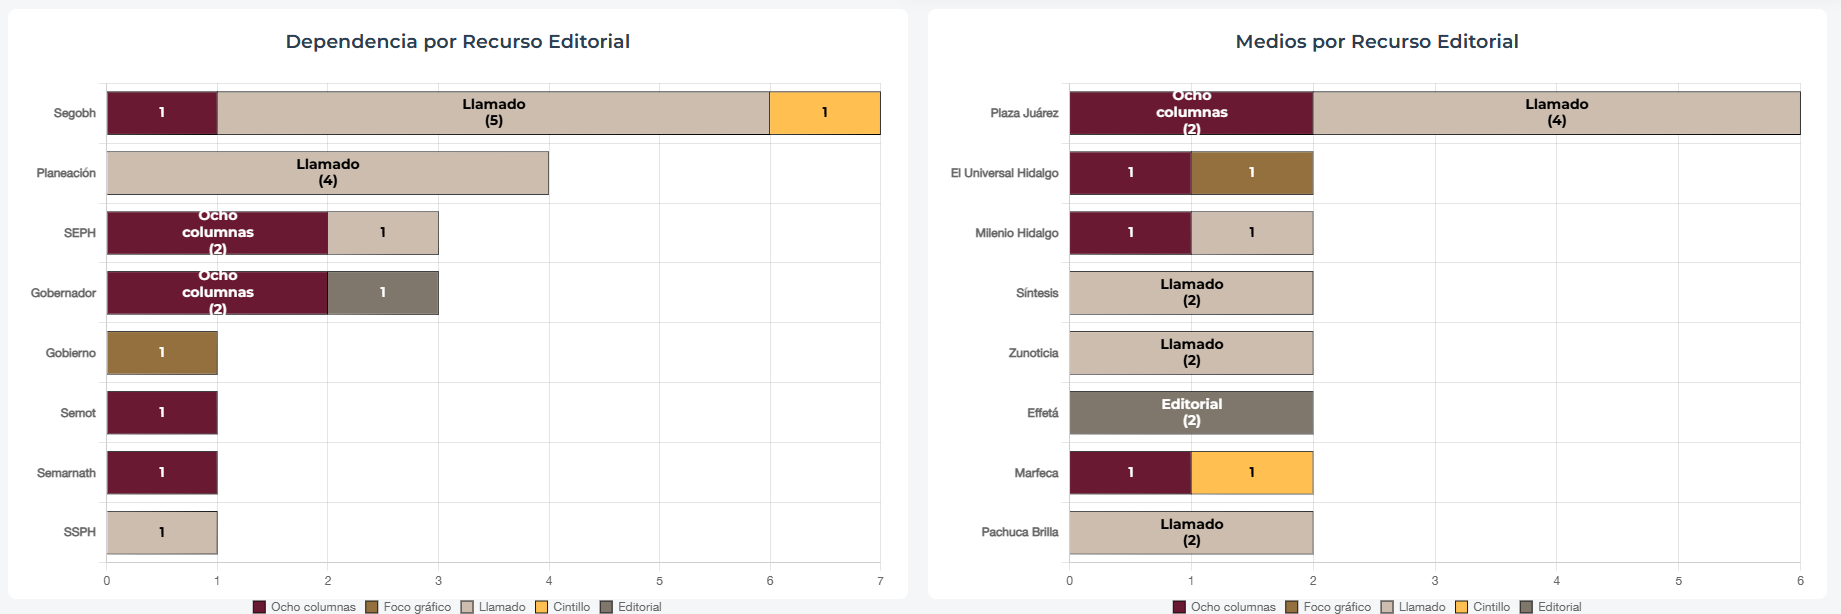 Dependencia por Recurso Editorial
Segobh
1
Llamado
(5)
1
Planeación
Llamado
(4)
SEPH
Ocho
columnas
(2)
1
Gobernador
Ocho
columnas
(2)
1
Gobierno
1
Semot
1
Semarnath
1
SSPH
1
0 1 2 3 4 5 6 7
Ocho columnas Foco gráfico Llamado Cintillo Editorial
Medios por Recurso Editorial
Plaza Juárez
Ocho
columnas
(2)
Llamado
(4)
El Universal Hidalgo
1
1
Milenio Hidalgo
1
1
Síntesis
Llamado
(2)
Zunoticia
Llamado
(2)
Effetá
Editorial
(2)
Marfeca
1
1
Pachuca Brilla
Llamado
(2)
0 1 2 3 4 5 6
Ocho columnas Foco gráfico Llamado Cintillo Editorial